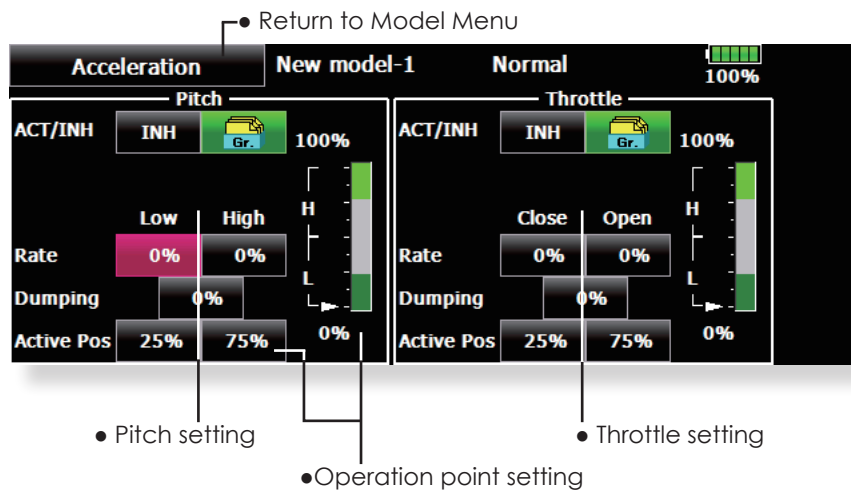 ● Return to Model Menu
Acceleration New model-1 Normal 100%
Pitch
ACT/INH INH Gr. 100%
H
Low High
Rate 0% 0%
L
Dumping 0%
Active Pos 25% 75% 0%
Throttle
ACT/INH INH Gr. 100%
H
Close Open
Rate 0% 0%
L
Dumping 0%
Active Pos 25% 75% 0%
● Pitch setting
● Throttle setting
●Operation point setting